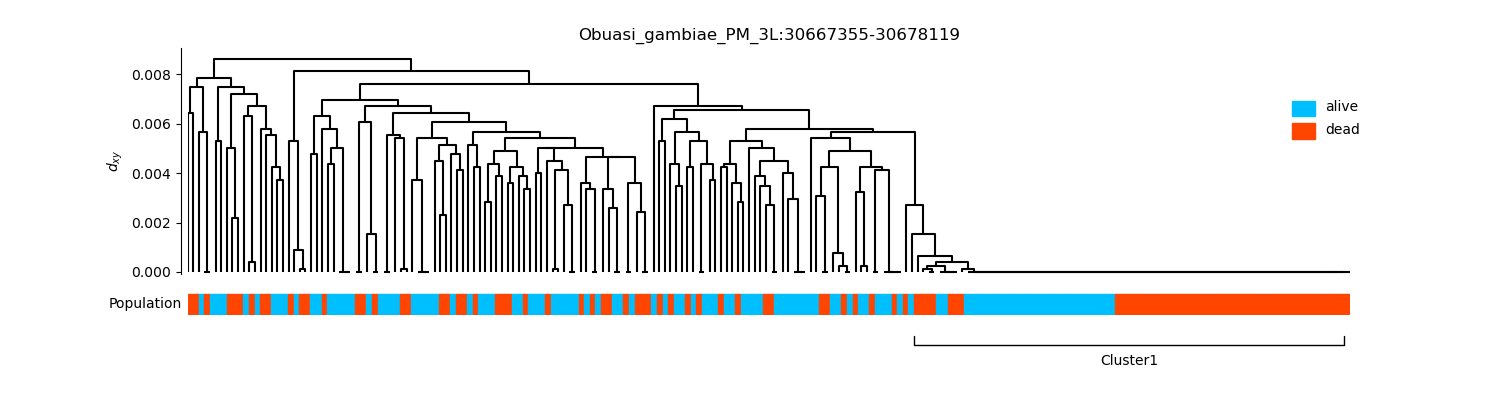 Obuasi_gambiae_PM_3L:30667355-30678119
0.008
0.006
0.004
0.002
0.000
dxy
alive
dead
Population
Cluster1